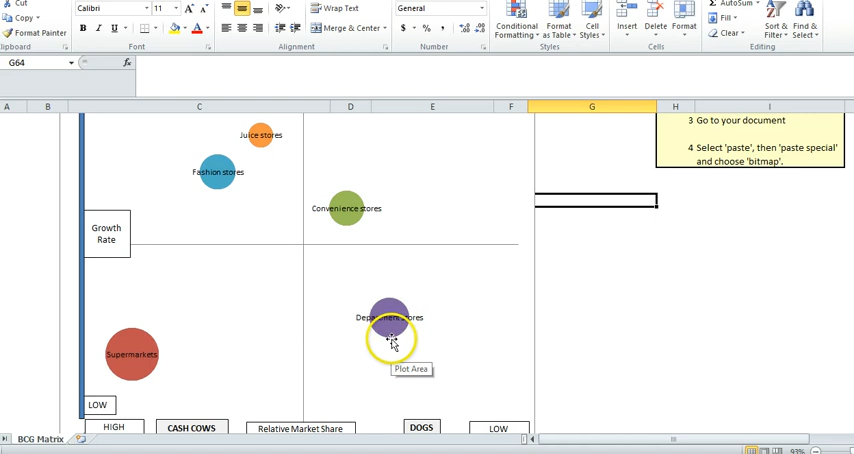 Cut
Copy
Format Painter
lipboard
Calibri
11
A A
B I U
A
Font
Wrap Text
Merge & Center
Alignment
General
$ % ,
Number
Conditional Formatting
Format as Table
Cell Styles
Styles
Insert
Delete
Format
Cells
Σ AutoSum
Fill
Clear
Sort & Filter
Find & Select
Editing
G64
fx
A B C D E F G H I
3 Go to your document
4 Select 'paste', then 'paste special'
and choose 'bitmap'.
Juice stores
Fashion stores
Convenience stores
Growth
Rate
Department stores
Plot Area
Supermarkets
LOW
HIGH
CASH COWS
Relative Market Share
DOGS
LOW
BCG Matrix
93%